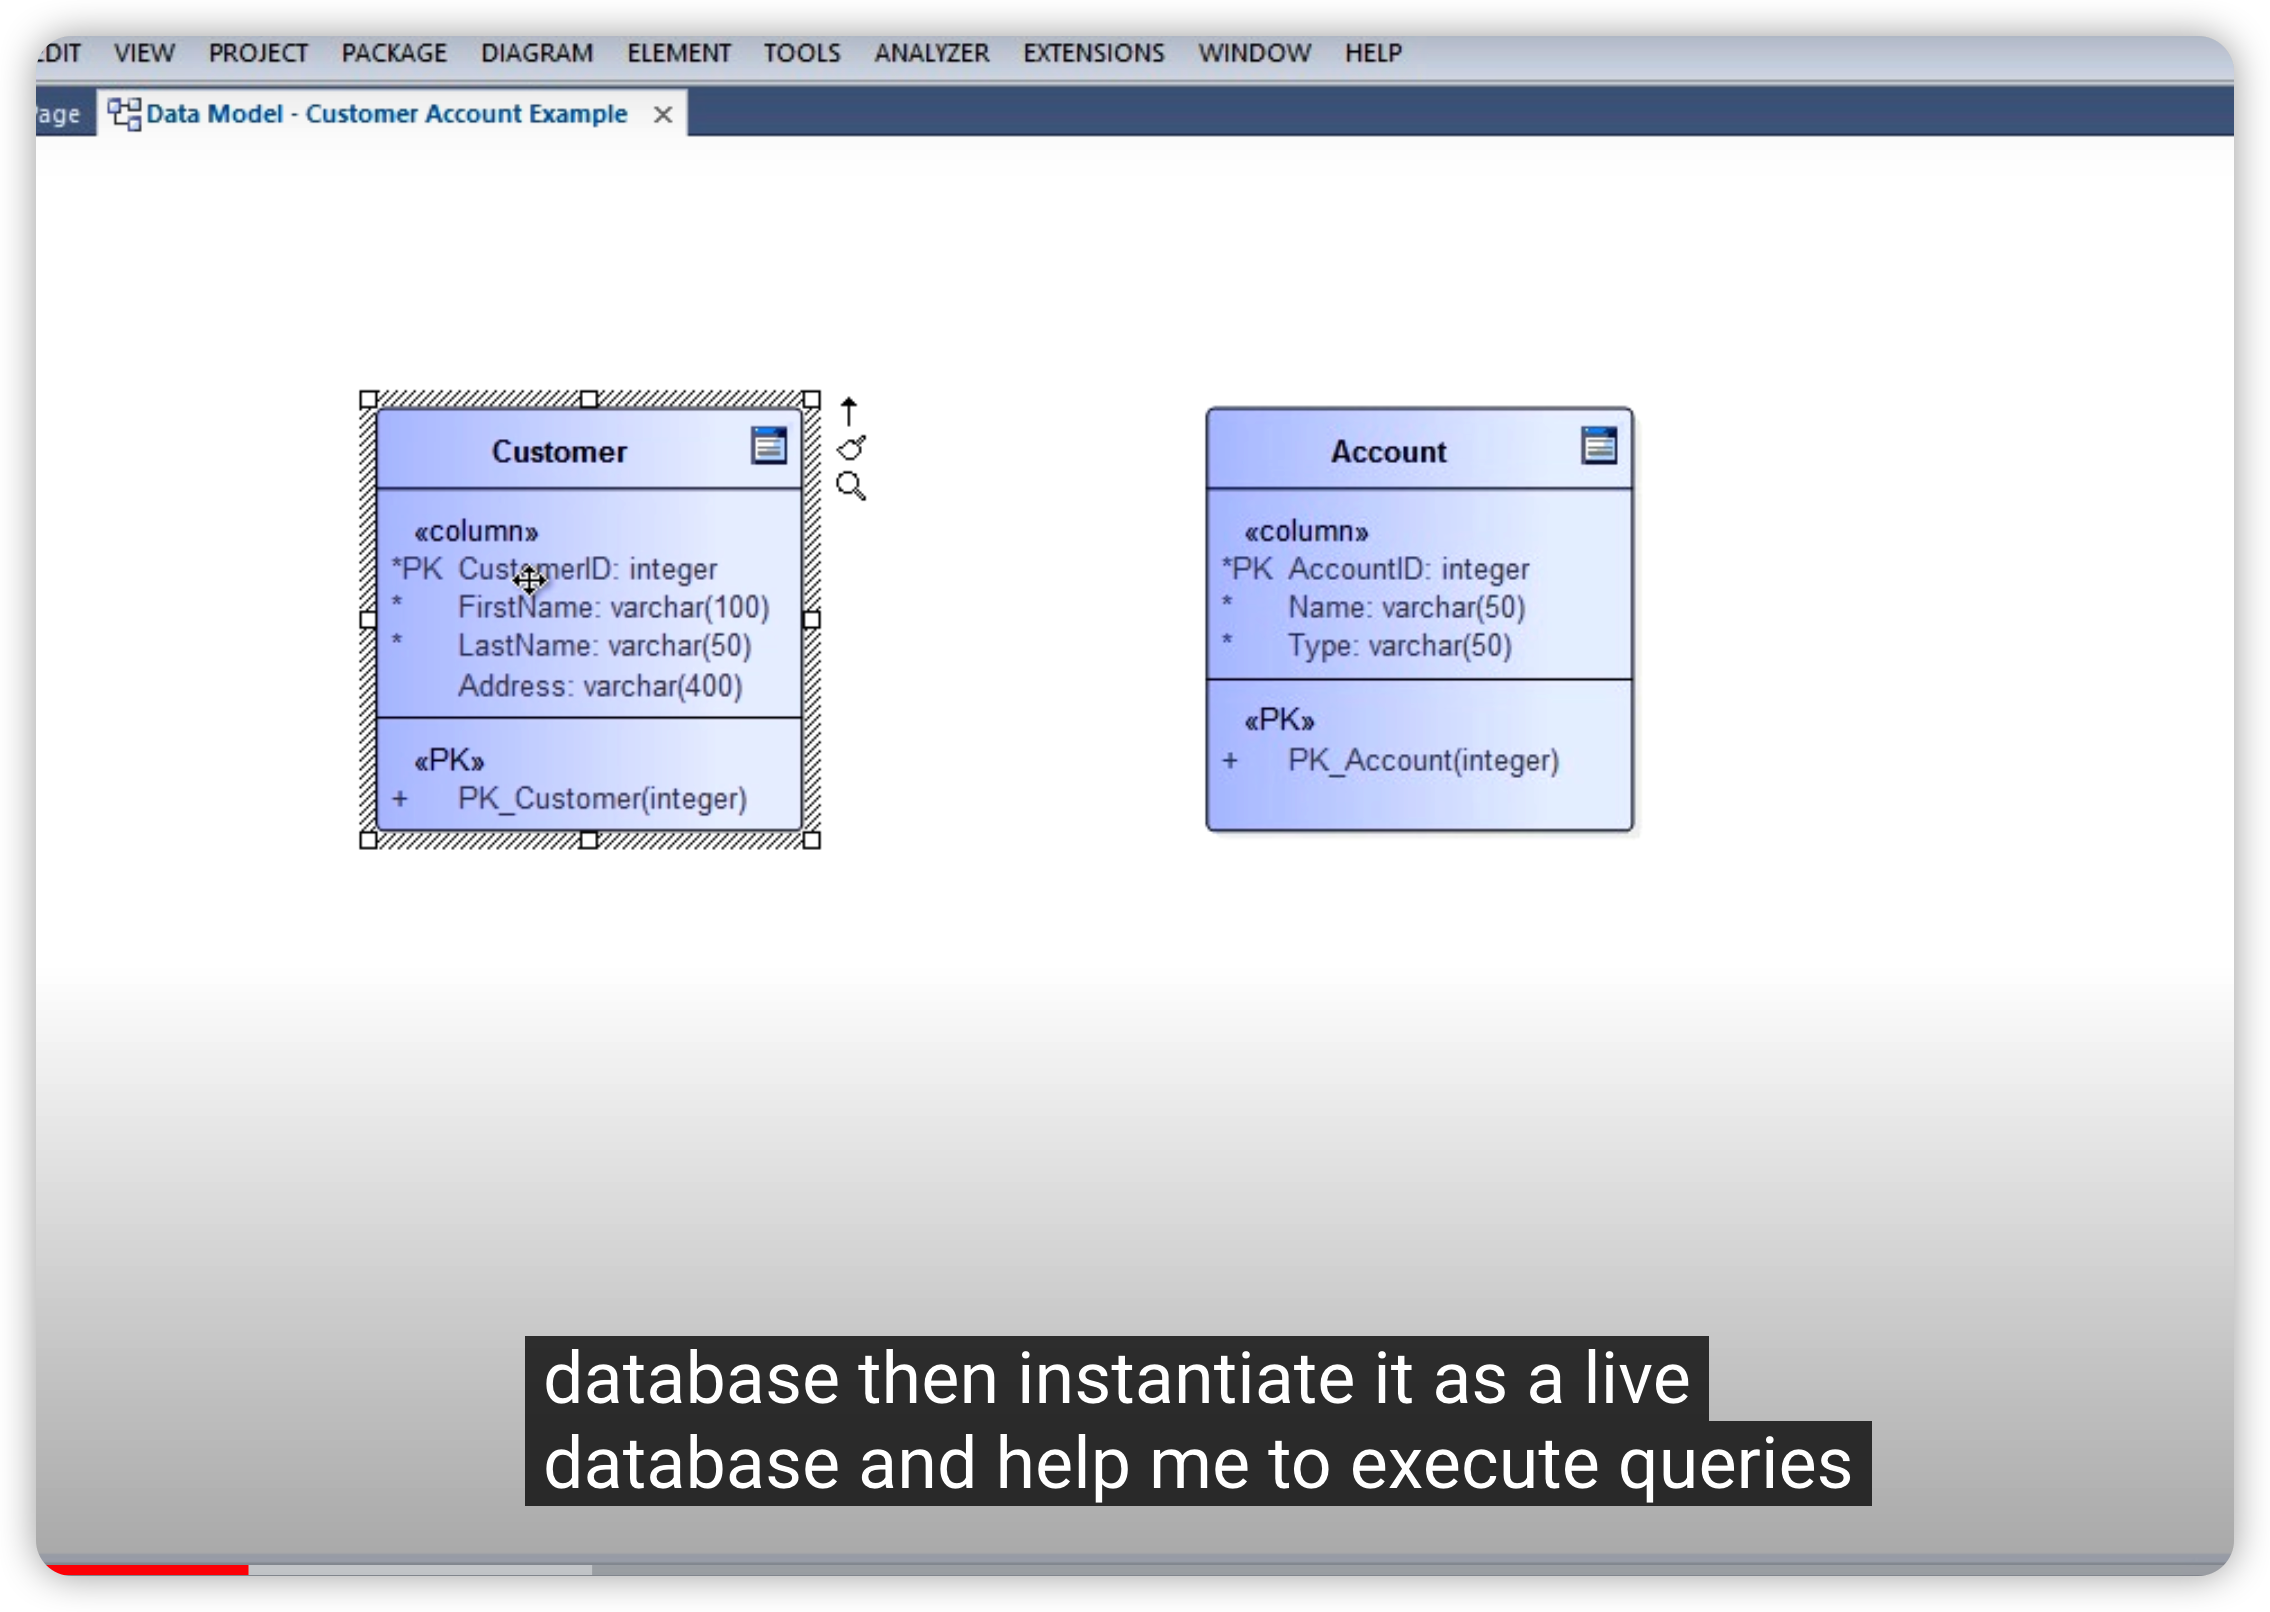 EDIT VIEW PROJECT PACKAGE DIAGRAM ELEMENT TOOLS ANALYZER EXTENSIONS WINDOW HELP
Page Data Model - Customer Account Example
Customer
«column»
*PK CustomerID: integer
* FirstName: varchar(100)
* LastName: varchar(50)
Address: varchar(400)
«PK»
+ PK_Customer(integer)
Account
«column»
*PK AccountID: integer
* Name: varchar(50)
* Type: varchar(50)
«PK»
+ PK_Account(integer)
database then instantiate it as a live
database and help me to execute queries